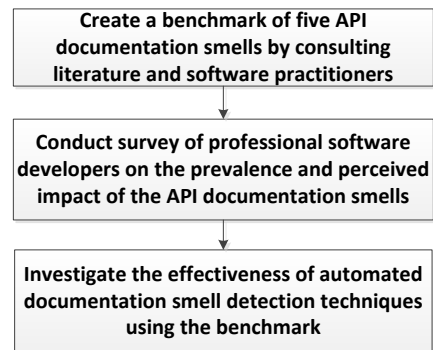 Create a benchmark of five API
documentation smells by consulting
literature and software practitioners
Conduct survey of professional software
developers on the prevalence and perceived
impact of the API documentation smells
Investigate the effectiveness of automated
documentation smell detection techniques
using the benchmark